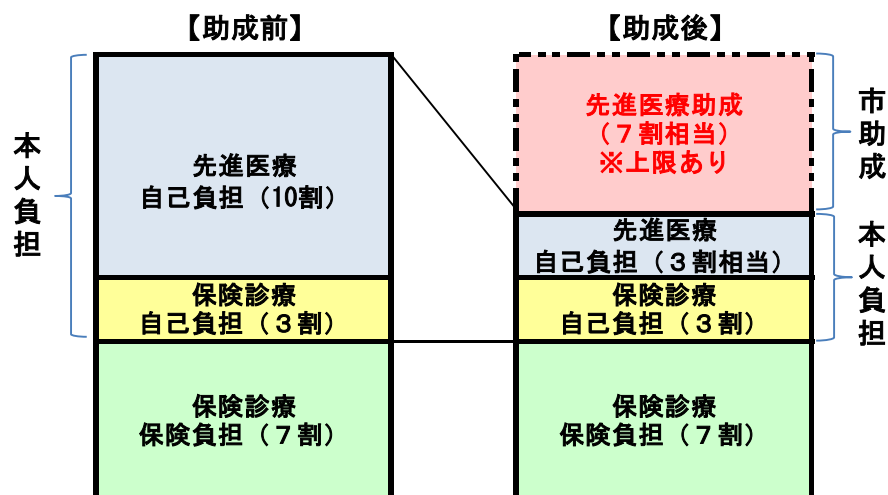 【助成前】
本人負担
先進医療
自己負担（10割）
保険診療
自己負担（３割）
保険診療
保険負担（７割）
【助成後】
先進医療助成
（７割相当）
※上限あり
先進医療
自己負担（３割相当）
保険診療
自己負担（３割）
保険診療
保険負担（７割）
市助成
本人負担